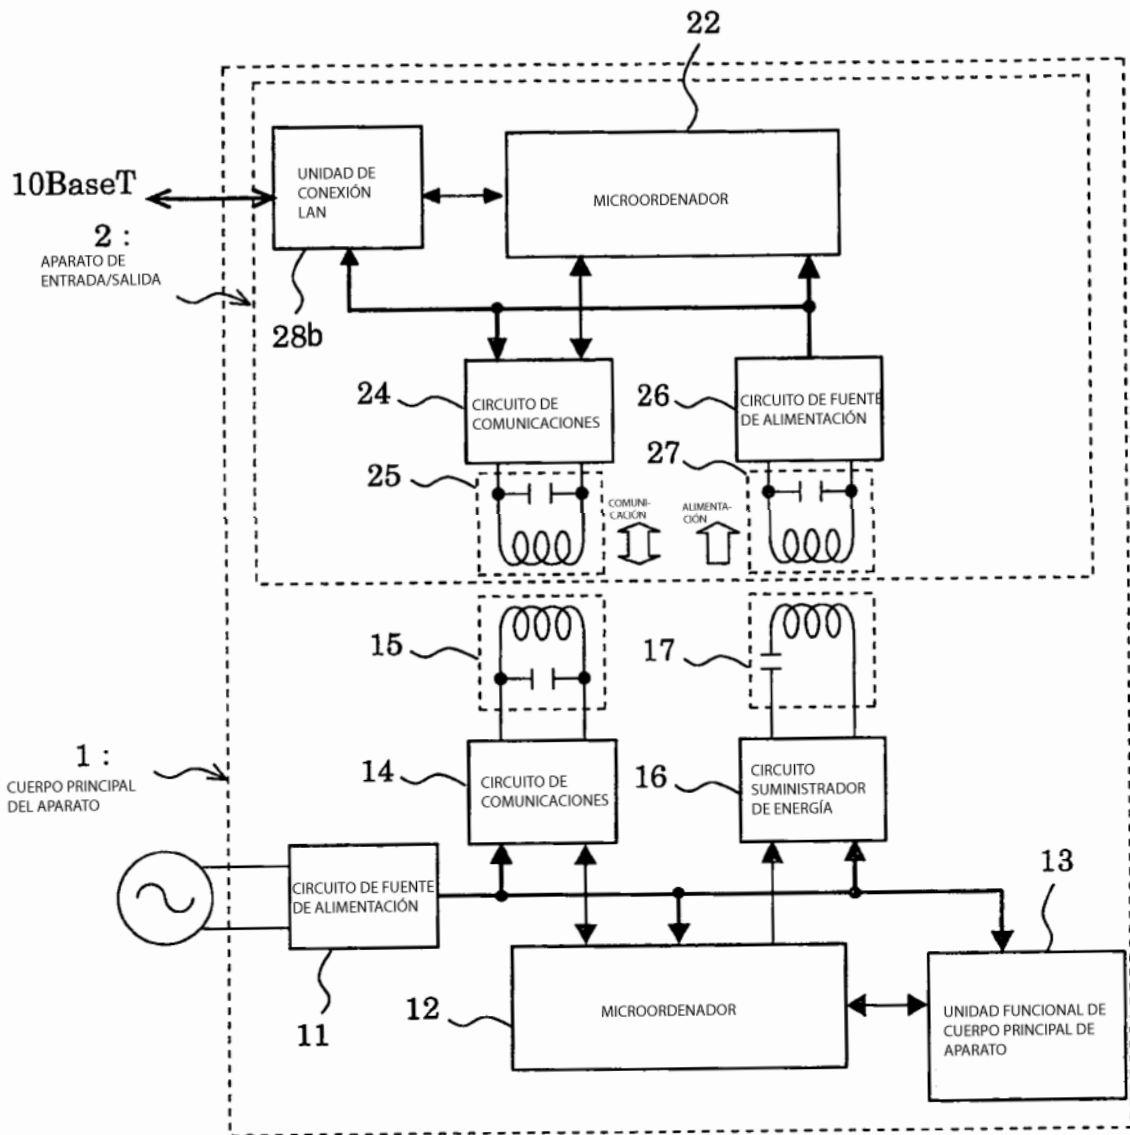 22
UNIDAD DE
CONEXIÓN
LAN
MICROORDENADOR
10BaseT
2 :
APARATO DE
ENTRADA/SALIDA
28b
24
CIRCUITO DE
COMUNICACIONES
26
CIRCUITO DE FUENTE
DE ALIMENTACIÓN
25
COMUNI-
CACIÓN
ALIMENTA-
CIÓN
27
15
17
1 :
CUERPO PRINCIPAL
DEL APARATO
14
CIRCUITO DE
COMUNICACIONES
16
CIRCUITO
SUMINISTRADOR
DE ENERGÍA
CIRCUITO DE FUENTE
DE ALIMENTACIÓN
11
13
12
MICROORDENADOR
UNIDAD FUNCIONAL DE
CUERPO PRINCIPAL DE
APARATO